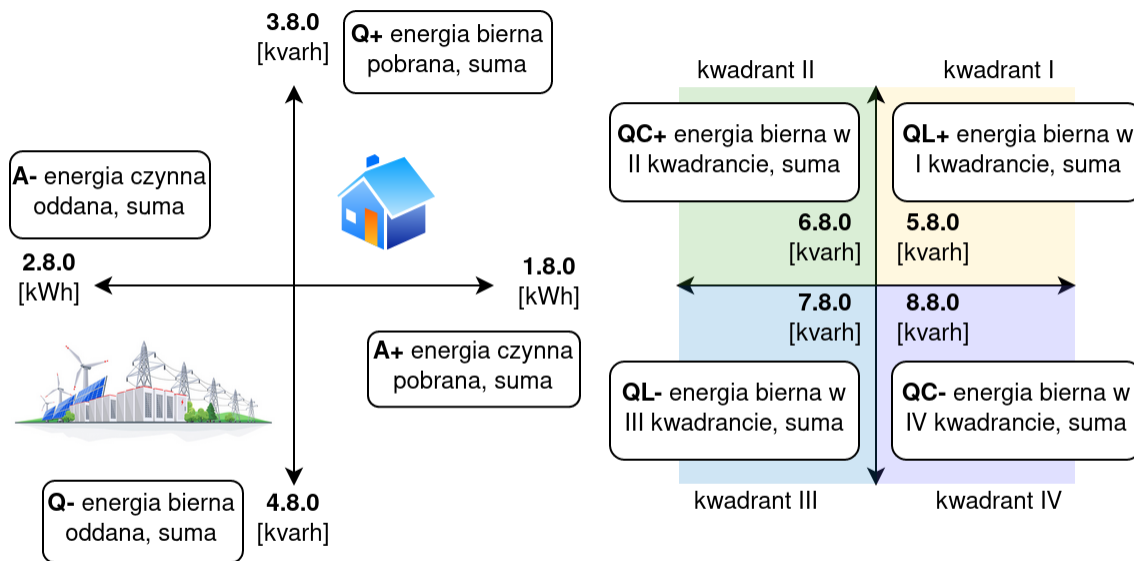 3.8.0
[kvarh]
Q+ energia bierna
pobrana, suma
A- energia czynna
oddana, suma
2.8.0
[kWh]
1.8.0
[kWh]
A+ energia czynna
pobrana, suma
Q- energia bierna
oddana, suma
4.8.0
[kvarh]
kwadrant II
kwadrant I
QC+ energia bierna w
II kwadrancie, suma
QL+ energia bierna w
I kwadrancie, suma
6.8.0
[kvarh]
5.8.0
[kvarh]
7.8.0
[kvarh]
8.8.0
[kvarh]
QL- energia bierna w
III kwadrancie, suma
QC- energia bierna w
IV kwadrancie, suma
kwadrant III
kwadrant IV